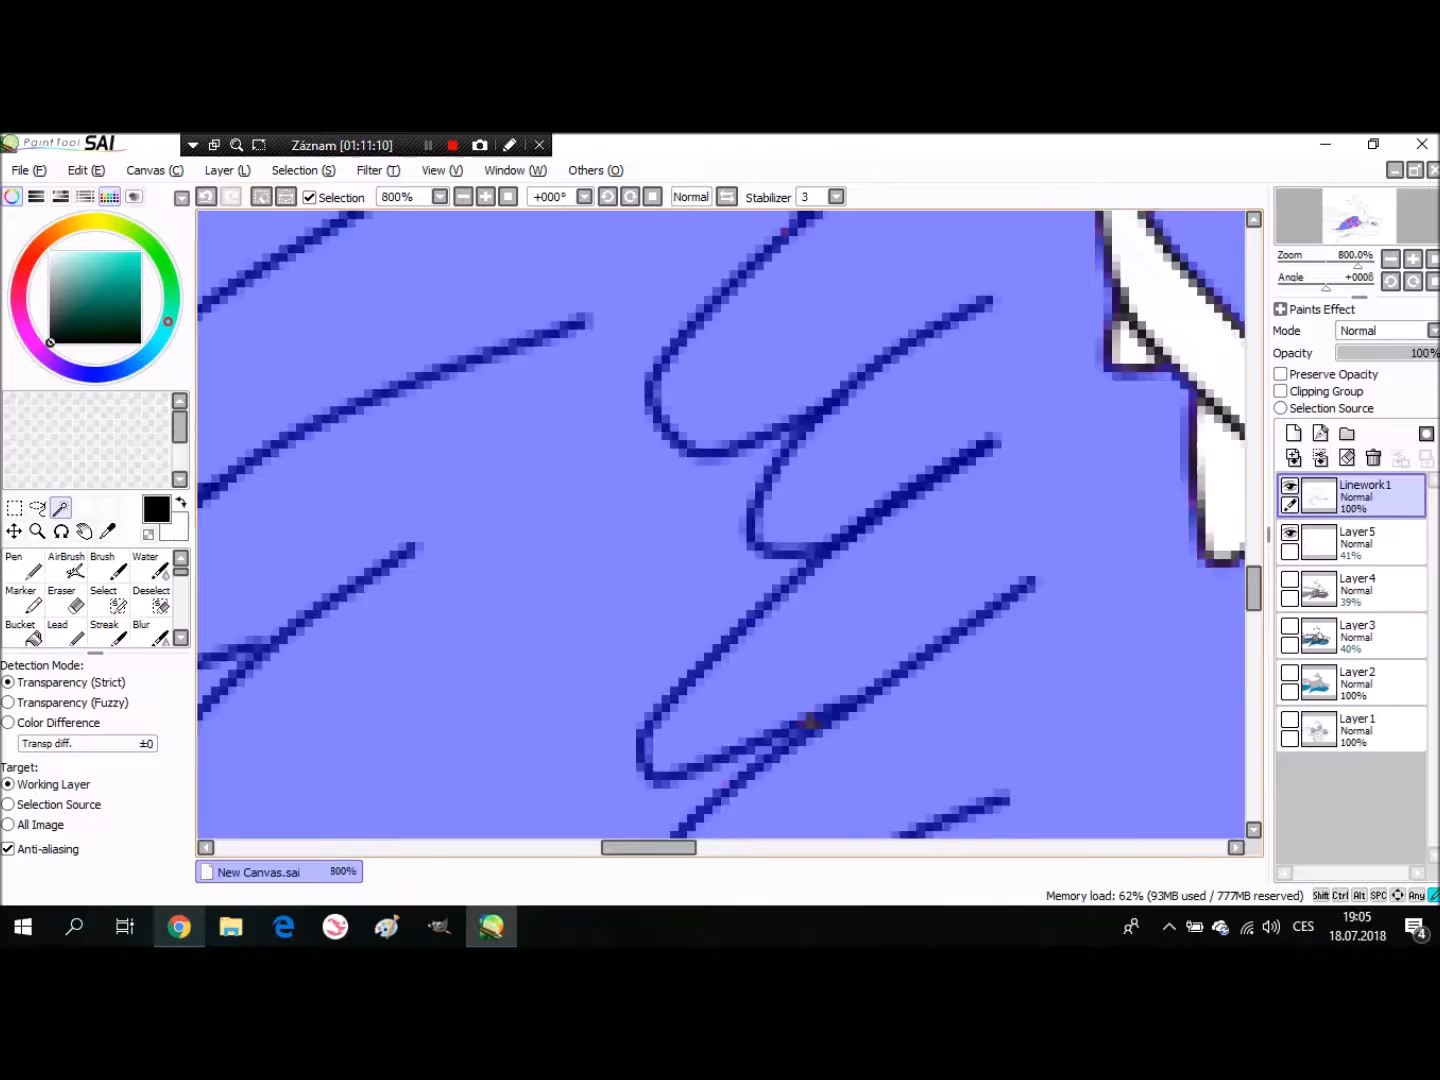 PaintTool SAI
Záznam [01:11:10]
File (F) Edit (E) Canvas (C) Layer (L) Selection (S) Filter (T) View (V) Window (W) Others (O)
Selection 800% +000° Normal Stabilizer 3
Zoom 800.0%
Angle +000ß
Paints Effect
Mode Normal
Opacity 100%
Preserve Opacity
Clipping Group
Selection Source
Linework1
Normal
100%
Layer5
Normal
41%
Layer4
Normal
39%
Layer3
Normal
40%
Layer2
Normal
100%
Layer1
Normal
100%
Pen AirBrush Brush Water
Marker Eraser Select Deselect
Bucket Lead Streak Blur
Detection Mode:
Transparency (Strict)
Transparency (Fuzzy)
Color Difference
Transp diff. ±0
Target:
Working Layer
Selection Source
All Image
Anti-aliasing
New Canvas.sai 800%
Memory load: 62% (93MB used / 777MB reserved) Shift Ctrl Alt SPC Any
CES
19:05
18.07.2018
4